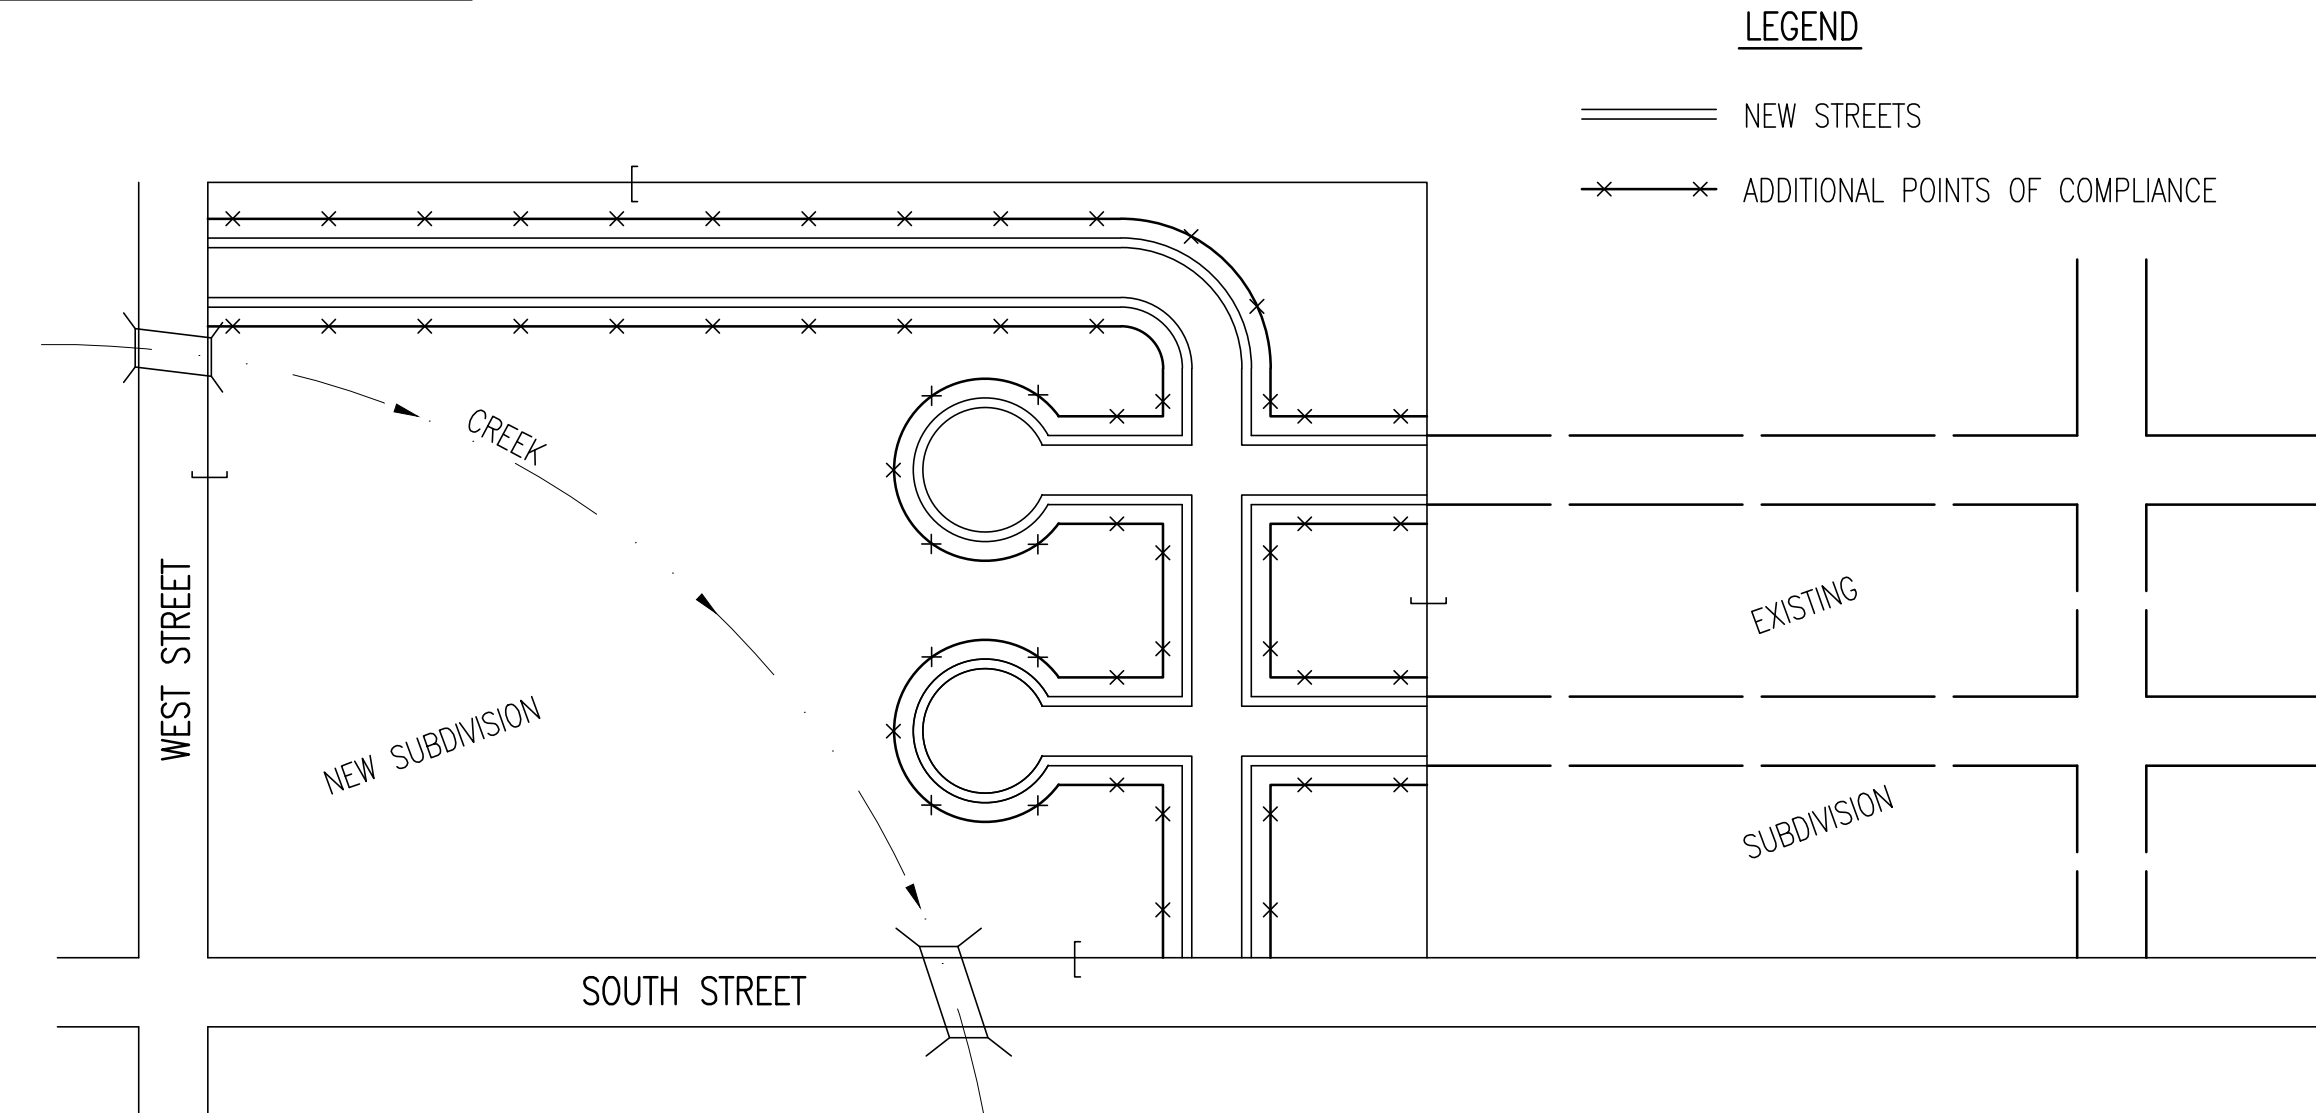 LEGEND
NEW STREETS
ADDITIONAL POINTS OF COMPLIANCE
CREEK
WEST STREET
NEW SUBDIVISION
EXISTING
SUBDIVISION
SOUTH STREET